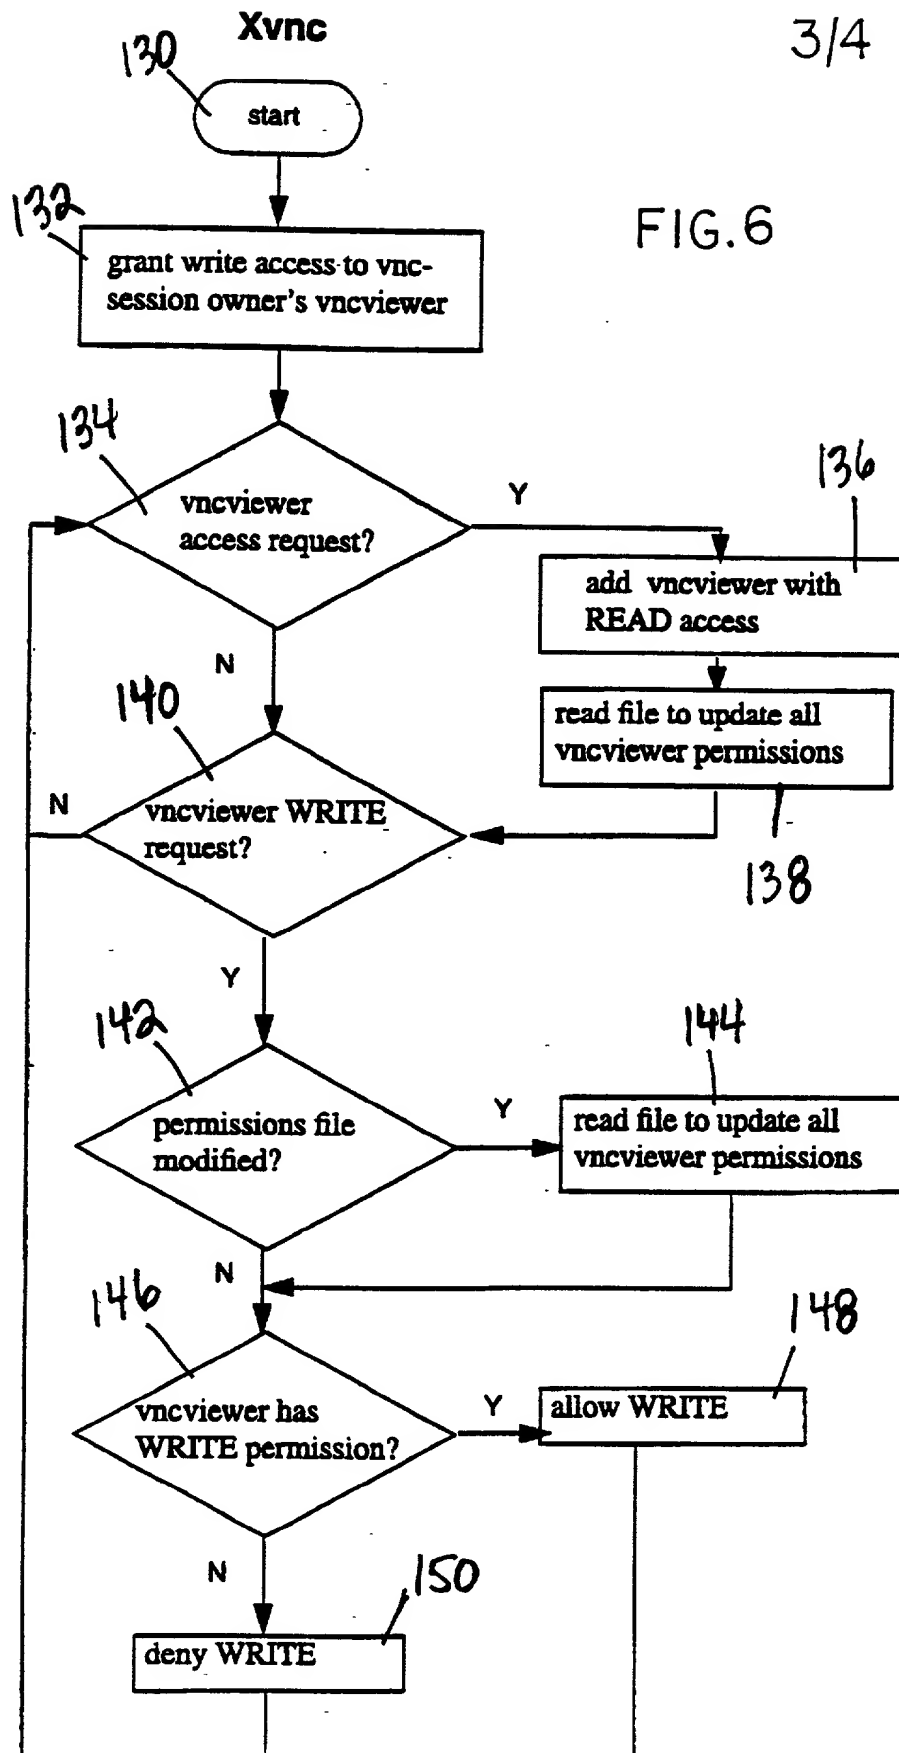 Xvnc
3/4
130
start
132
FIG.6
grant write access to vnc-
session owner's vncviewer
134
136
Y
vncviewer
access request?
add vncviewer with
READ access
N
140
read file to update all
vncviewer permissions
N
vncviewer WRITE
request?
138
Y
142
144
Y
permissions file
modified?
read file to update all
vncviewer permissions
N
146
148
vncviewer has
WRITE permission?
Y
allow WRITE
N
150
deny WRITE